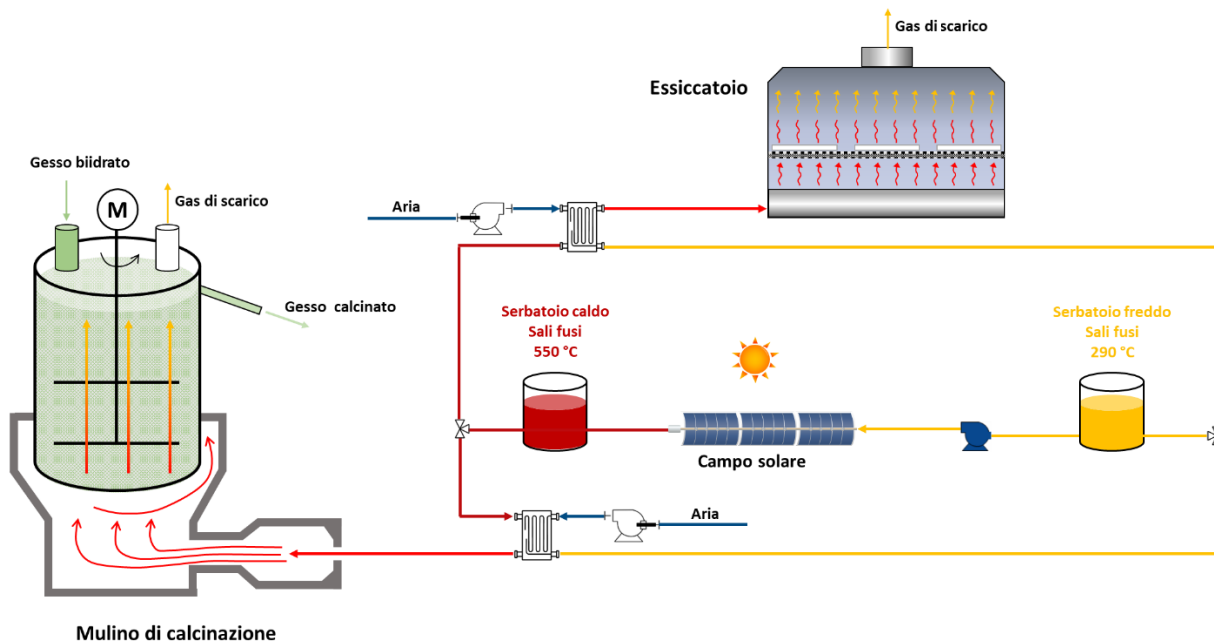 Gas di scarico
Essiccatoio
Gesso biidrato
M
Gas di scarico
Aria
Gesso calcinato
Serbatoio caldo
Sali fusi
550 °C
Serbatoio freddo
Sali fusi
290 °C
Campo solare
Aria
Mulino di calcinazione